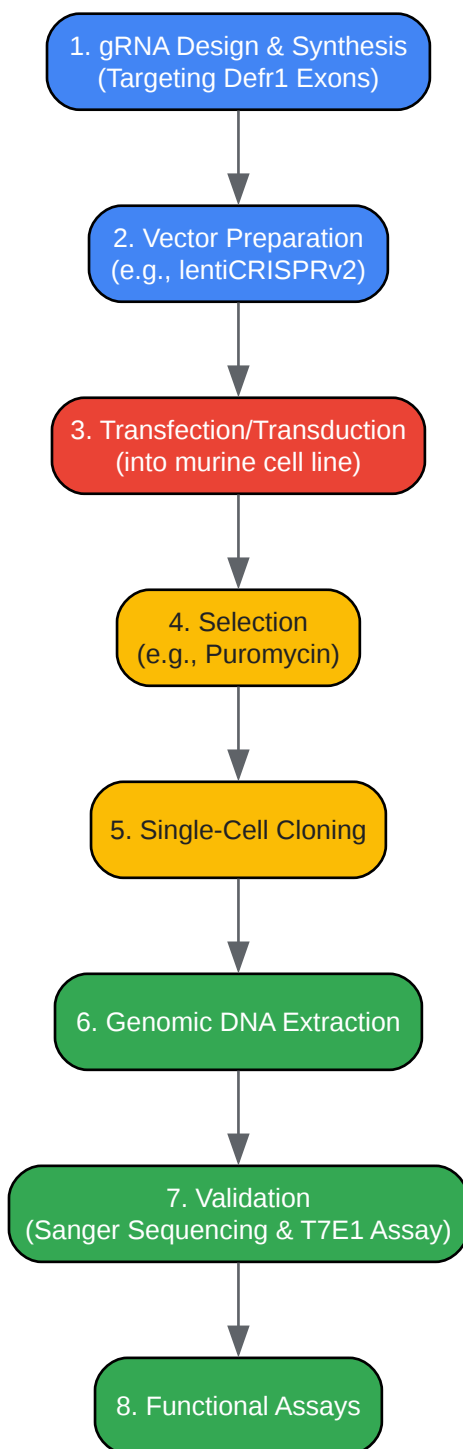 1. gRNA Design & Synthesis
(Targeting Defr1 Exons)
2. Vector Preparation
(e.g., lentiCRISPRv2)
3. Transfection/Transduction
(into murine cell line)
4. Selection
(e.g., Puromycin)
5. Single-Cell Cloning
6. Genomic DNA Extraction
7. Validation
(Sanger Sequencing & T7E1 Assay)
8. Functional Assays